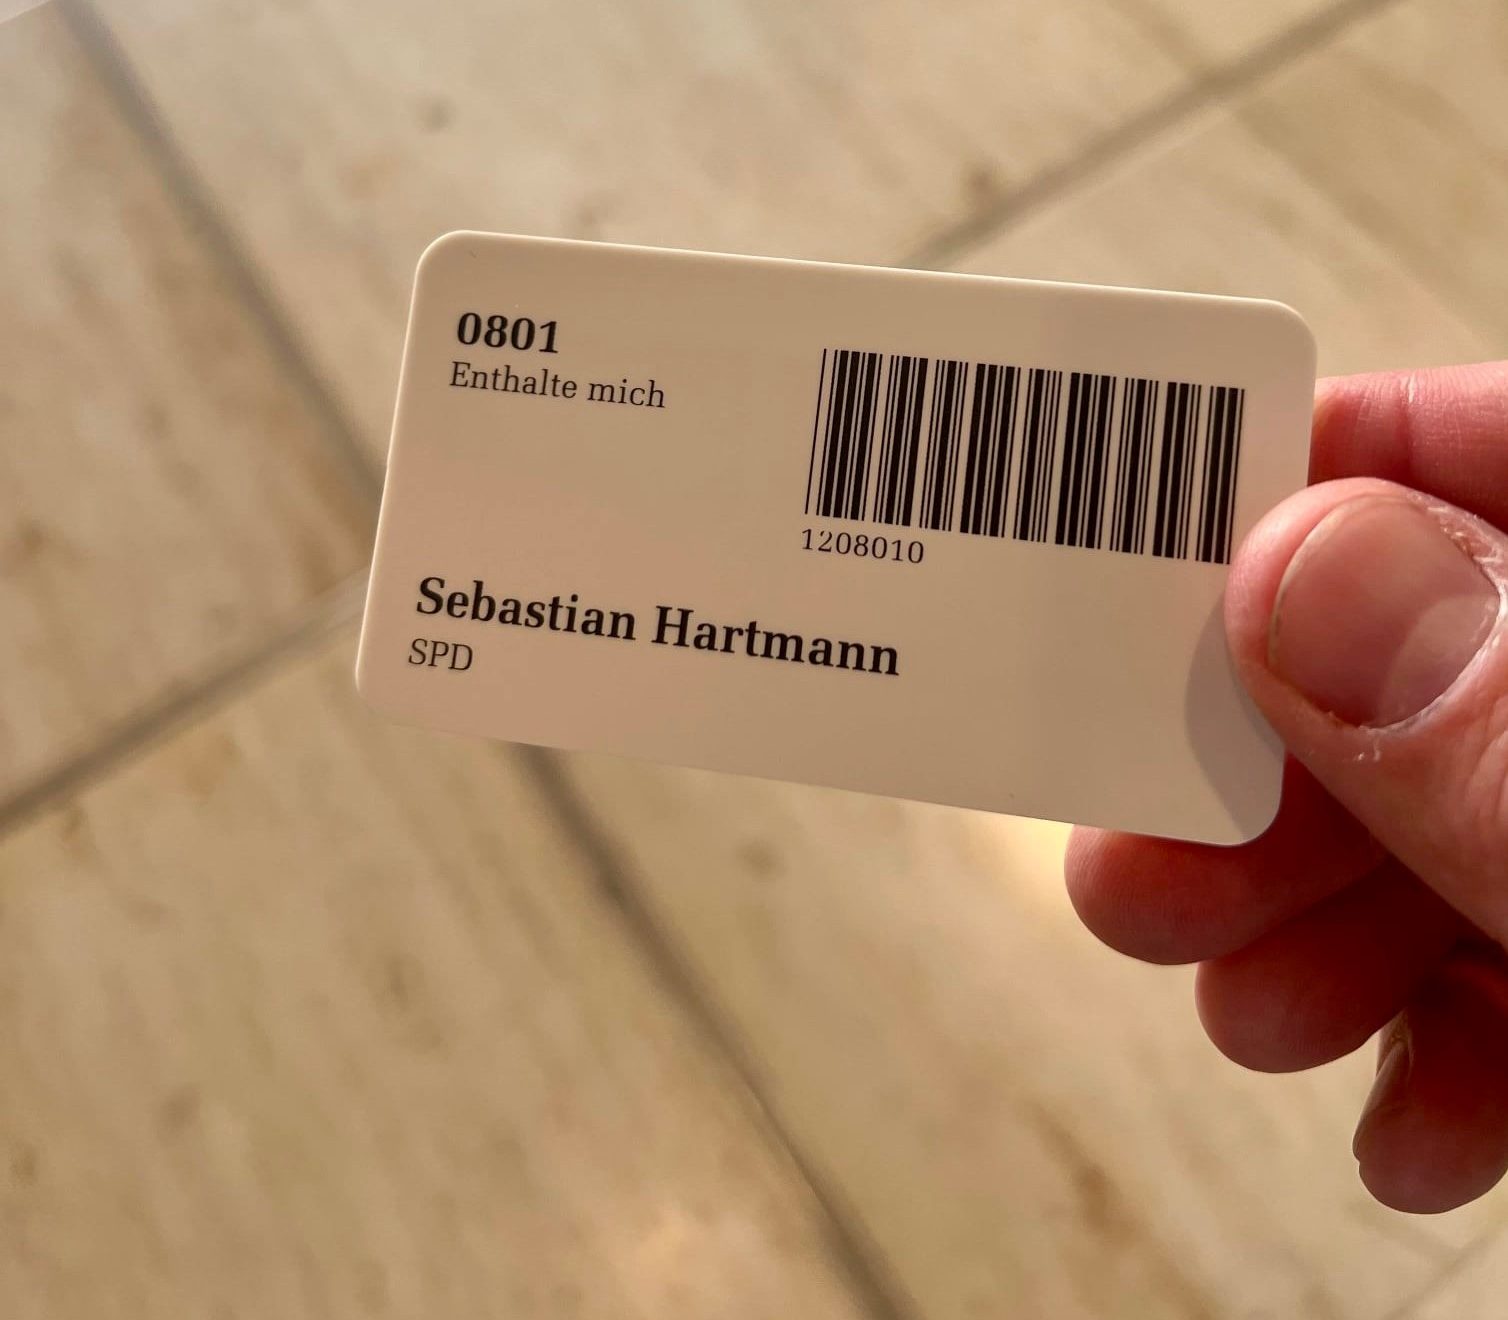 0801
Enthalte mich
1208010
Sebastian Hartmann
SPD